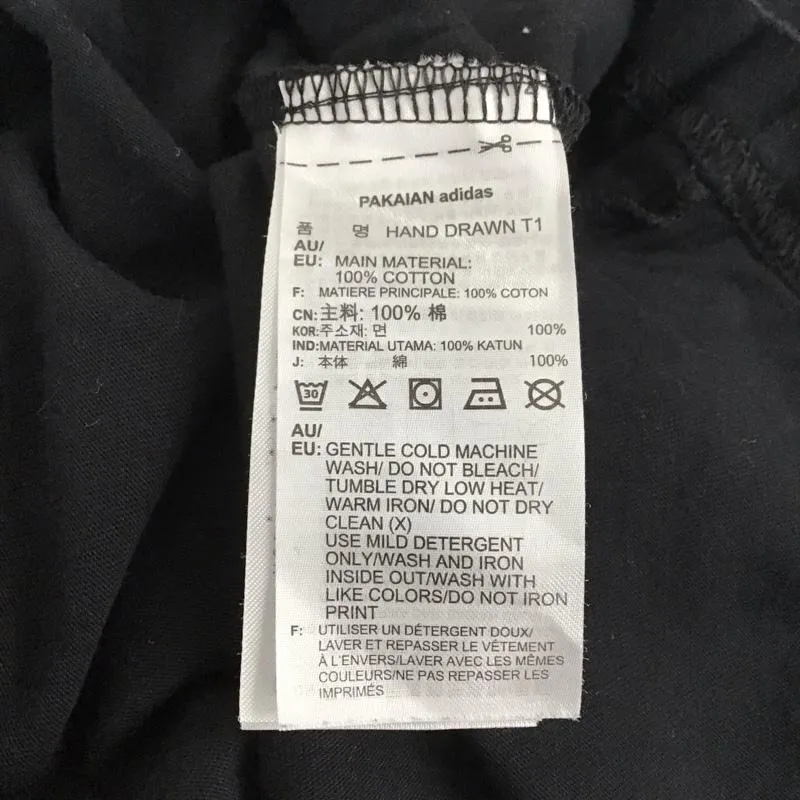 PAKAIAN adidas
품 명 HAND DRAWN T1
AU/
EU: MAIN MATERIAL:
100% COTTON
F: MATIERE PRINCIPALE: 100% COTON
CN:主料: 100% 棉
KOR:주소재: 면 100%
IND:MATERIAL UTAMA: 100% KATUN
J: 本体 綿 100%
30
AU/
EU: GENTLE COLD MACHINE
WASH/ DO NOT BLEACH/
TUMBLE DRY LOW HEAT/
WARM IRON/ DO NOT DRY
CLEAN (X)
USE MILD DETERGENT
ONLY/WASH AND IRON
INSIDE OUT/WASH WITH
LIKE COLORS/DO NOT IRON
PRINT
F: UTILISER UN DÉTERGENT DOUX/
LAVER ET REPASSER LE VÊTEMENT
À L'ENVERS/LAVER AVEC LES MÊMES
COULEURS/NE PAS REPASSER LES
IMPRIMÉS